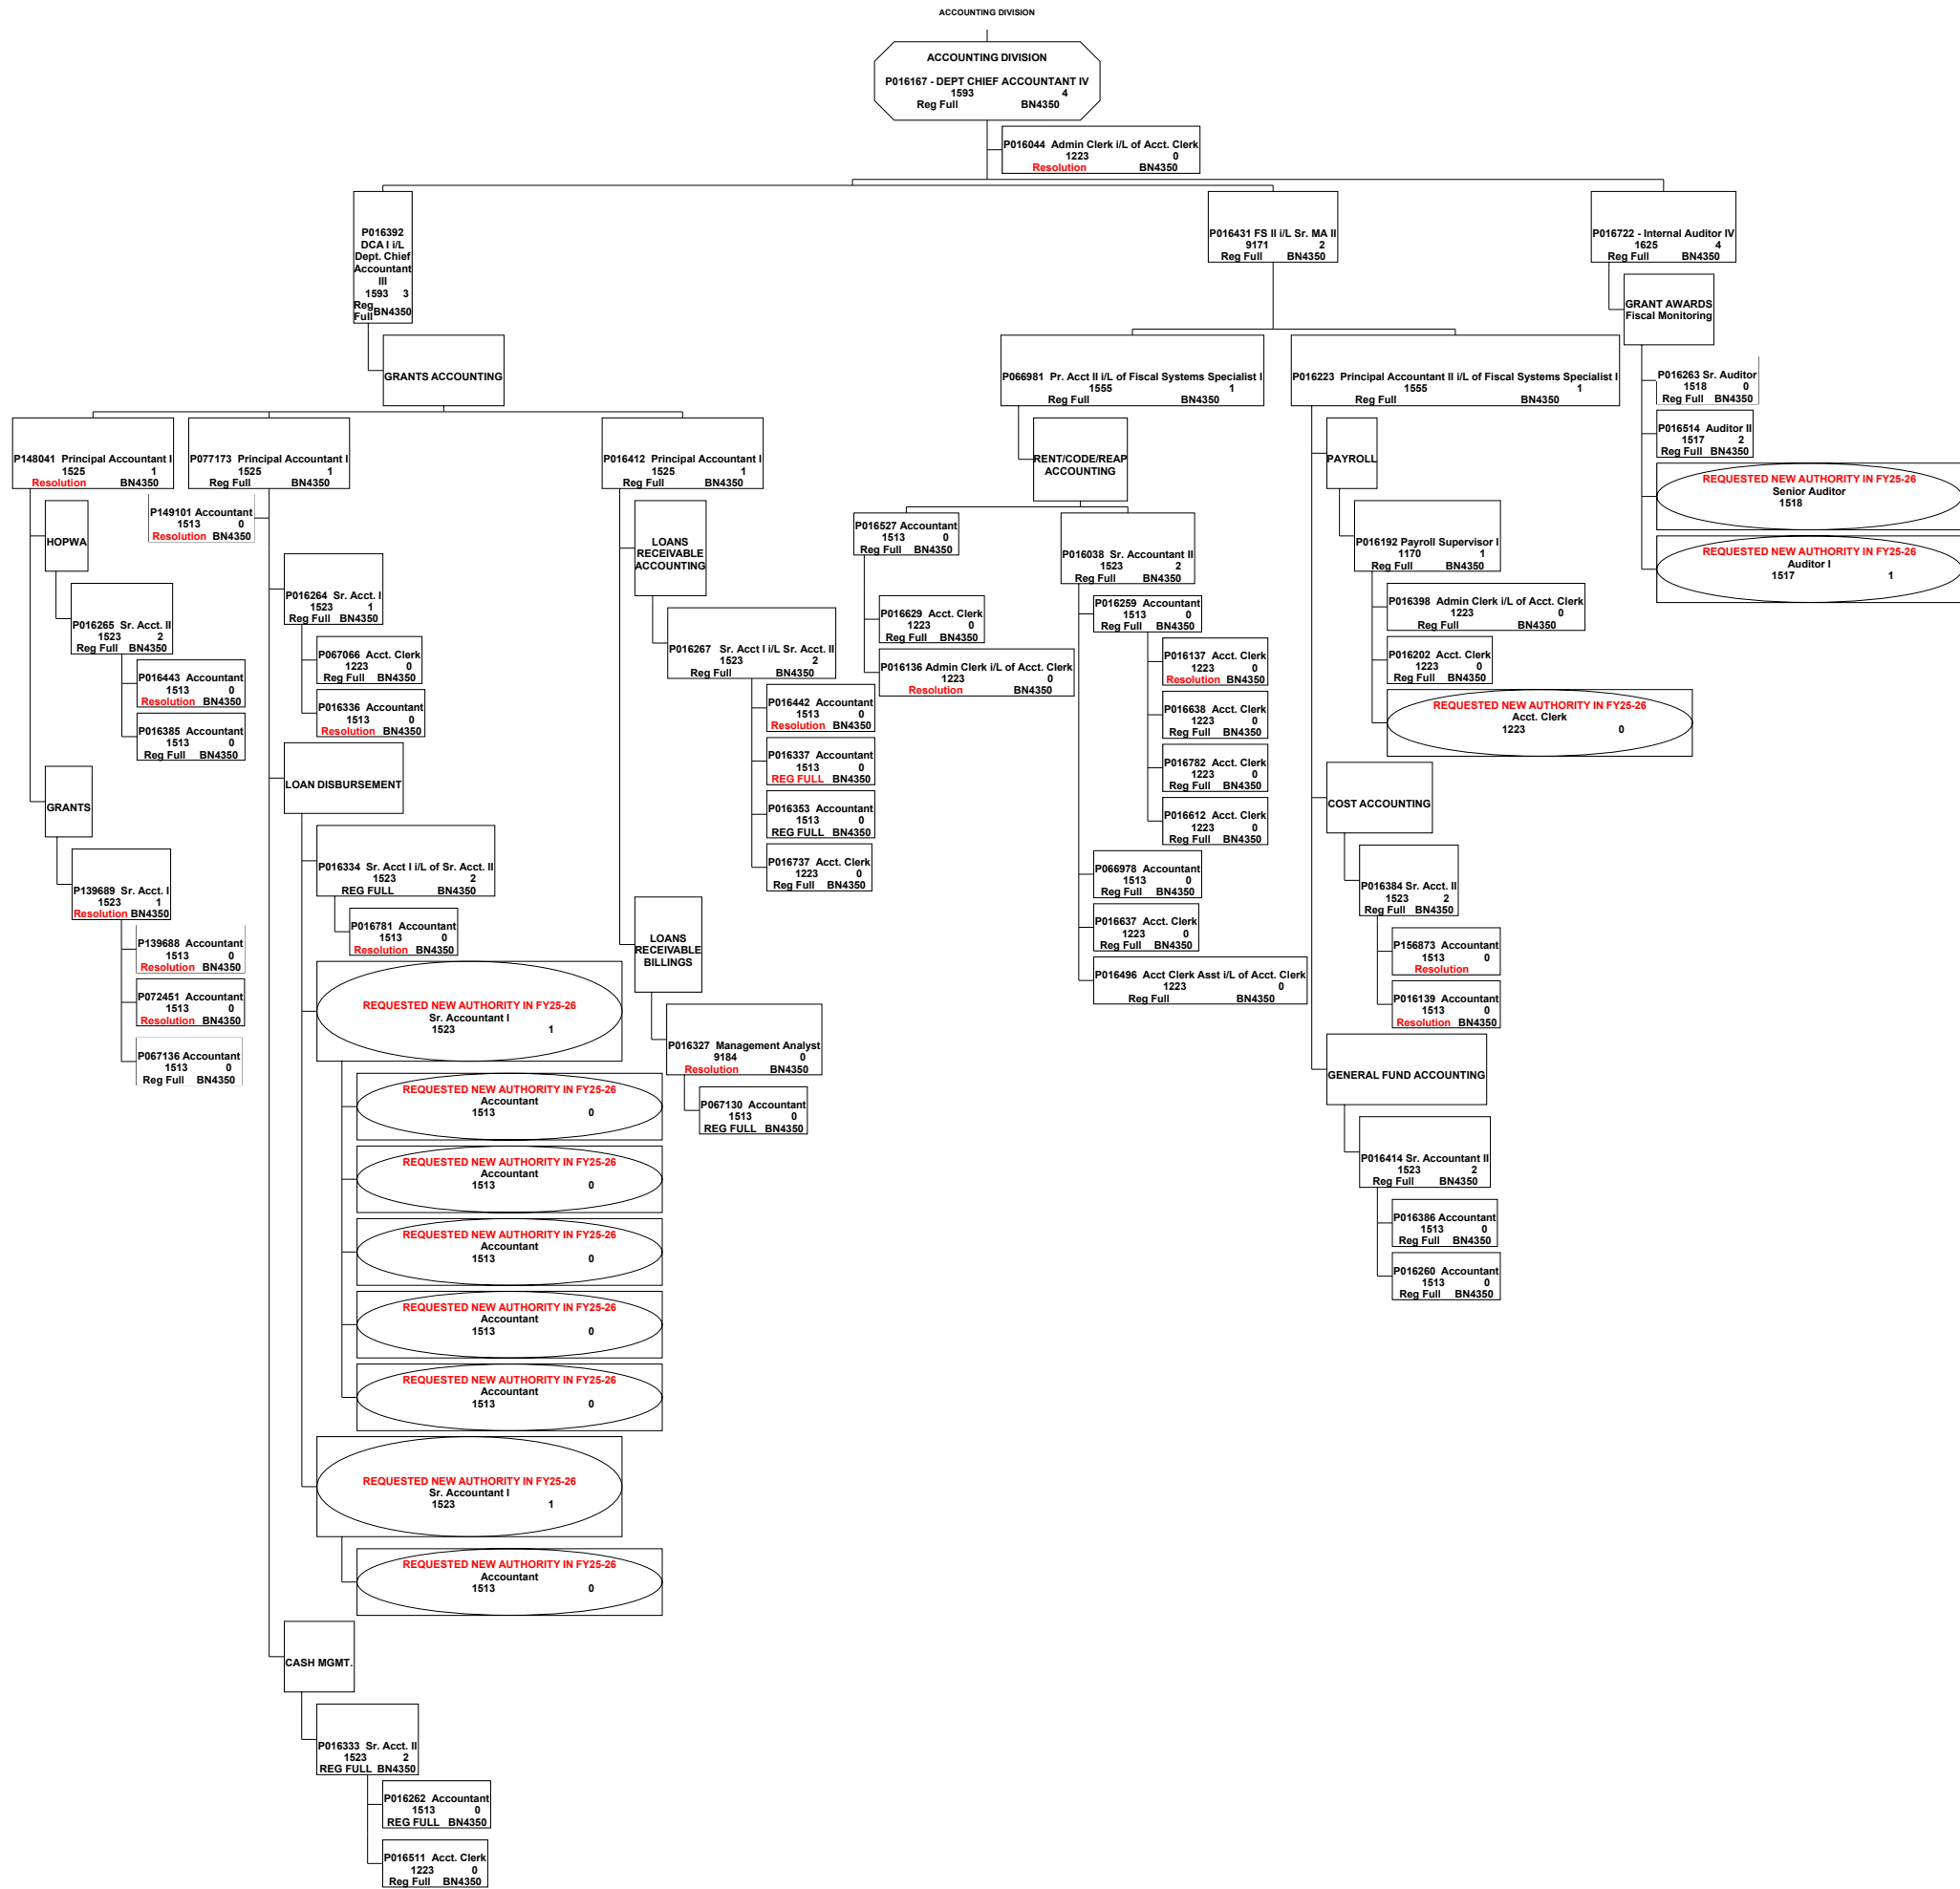 ACCOUNTING DIVISION
ACCOUNTING DIVISION
P016167 - DEPT CHIEF ACCOUNTANT IV
1593 4
Reg Full BN4350
P016044 Admin Clerk i/L of Acct. Clerk
1223 0
Resolution BN4350
P016392
DCA I i/L
Dept. Chief
Accountant
III
1593 3
Reg
Full BN4350
GRANTS ACCOUNTING
P148041 Principal Accountant I
1525 1
Resolution BN4350
HOPWA
P016265 Sr. Acct. II
1523 2
Reg Full BN4350
P016443 Accountant
1513 0
Resolution BN4350
P016385 Accountant
1513 0
Reg Full BN4350
GRANTS
P139689 Sr. Acct. I
1523 1
Resolution BN4350
P139688 Accountant
1513 0
Resolution BN4350
P072451 Accountant
1513 0
Resolution BN4350
P067136 Accountant
1513 0
Reg Full BN4350
P077173 Principal Accountant I
1525 1
Reg Full BN4350
P149101 Accountant
1513 0
Resolution BN4350
P016264 Sr. Acct. I
1523 1
Reg Full BN4350
P067066 Acct. Clerk
1223 0
Reg Full BN4350
P016336 Accountant
1513 0
Resolution BN4350
LOAN DISBURSEMENT
P016334 Sr. Acct I i/L of Sr. Acct. II
1523 2
REG FULL BN4350
P016781 Accountant
1513 0
Resolution BN4350
REQUESTED NEW AUTHORITY IN FY25-26
Sr. Accountant I
1523 1
REQUESTED NEW AUTHORITY IN FY25-26
Accountant
1513 0
REQUESTED NEW AUTHORITY IN FY25-26
Accountant
1513 0
REQUESTED NEW AUTHORITY IN FY25-26
Accountant
1513 0
REQUESTED NEW AUTHORITY IN FY25-26
Accountant
1513 0
REQUESTED NEW AUTHORITY IN FY25-26
Accountant
1513 0
REQUESTED NEW AUTHORITY IN FY25-26
Sr. Accountant I
1523 1
REQUESTED NEW AUTHORITY IN FY25-26
Accountant
1513 0
CASH MGMT.
P016333 Sr. Acct. II
1523 2
REG FULL BN4350
P016262 Accountant
1513 0
REG FULL BN4350
P016511 Acct. Clerk
1223 0
Reg Full BN4350
P016412 Principal Accountant I
1525 1
Reg Full BN4350
LOANS
RECEIVABLE
ACCOUNTING
P016267 Sr. Acct I i/L Sr. Acct. II
1523 2
Reg Full BN4350
P016442 Accountant
1513 0
Resolution BN4350
P016337 Accountant
1513 0
REG FULL BN4350
P016353 Accountant
1513 0
REG FULL BN4350
P016737 Acct. Clerk
1223 0
Reg Full BN4350
LOANS
RECEIVABLE
BILLINGS
P016327 Management Analyst
9184 0
Resolution BN4350
P067130 Accountant
1513 0
REG FULL BN4350
P016431 FS II i/L Sr. MA II
9171 2
Reg Full BN4350
P066981 Pr. Acct II i/L of Fiscal Systems Specialist I
1555 1
Reg Full BN4350
RENT/CODE/REAP
ACCOUNTING
P016527 Accountant
1513 0
Reg Full BN4350
P016629 Acct. Clerk
1223 0
Reg Full BN4350
P016136 Admin Clerk i/L of Acct. Clerk
1223 0
Resolution BN4350
P016038 Sr. Accountant II
1523 2
Reg Full BN4350
P016259 Accountant
1513 0
Reg Full BN4350
P016137 Acct. Clerk
1223 0
Resolution BN4350
P016638 Acct. Clerk
1223 0
Reg Full BN4350
P016782 Acct. Clerk
1223 0
Reg Full BN4350
P016612 Acct. Clerk
1223 0
Reg Full BN4350
P066978 Accountant
1513 0
Reg Full BN4350
P016637 Acct. Clerk
1223 0
Reg Full BN4350
P016496 Acct Clerk Asst i/L of Acct. Clerk
1223 0
Reg Full BN4350
P016223 Principal Accountant II i/L of Fiscal Systems Specialist I
1555 1
Reg Full BN4350
PAYROLL
P016192 Payroll Supervisor I
1170 1
Reg Full BN4350
P016398 Admin Clerk i/L of Acct. Clerk
1223 0
Reg Full BN4350
P016202 Acct. Clerk
1223 0
Reg Full BN4350
REQUESTED NEW AUTHORITY IN FY25-26
Acct. Clerk
1223 0
COST ACCOUNTING
P016384 Sr. Acct. II
1523 2
Reg Full BN4350
P156873 Accountant
1513 0
Resolution
P016139 Accountant
1513 0
Resolution BN4350
GENERAL FUND ACCOUNTING
P016414 Sr. Accountant II
1523 2
Reg Full BN4350
P016386 Accountant
1513 0
Reg Full BN4350
P016260 Accountant
1513 0
Reg Full BN4350
P016722 - Internal Auditor IV
1625 4
Reg Full BN4350
GRANT AWARDS
Fiscal Monitoring
P016263 Sr. Auditor
1518 0
Reg Full BN4350
P016514 Auditor II
1517 2
Reg Full BN4350
REQUESTED NEW AUTHORITY IN FY25-26
Senior Auditor
1518
REQUESTED NEW AUTHORITY IN FY25-26
Auditor I
1517 1